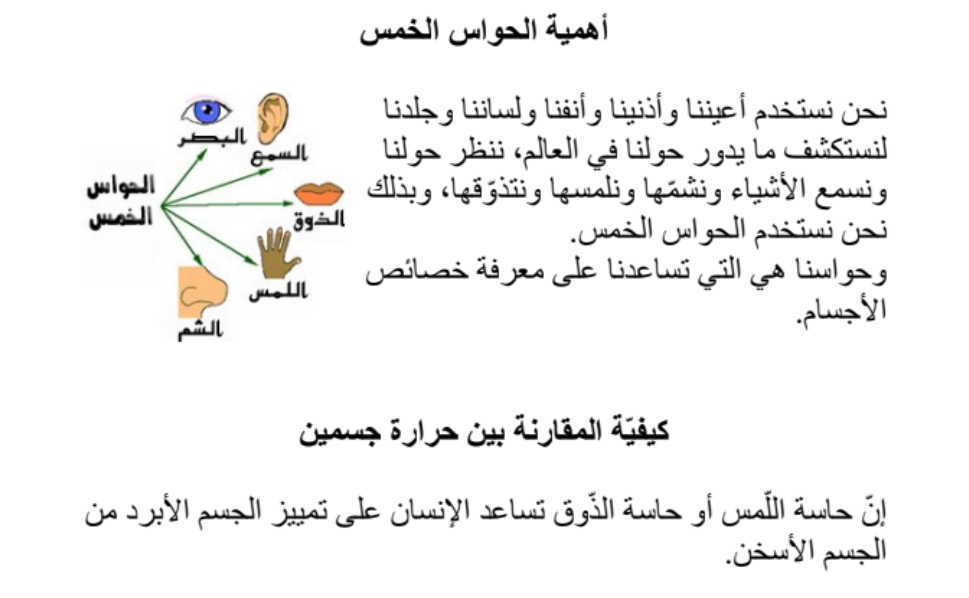 أهمية الحواس الخمس
نحن نستخدم أعيننا وأذنينا وأنفنا ولساننا وجلدنا
لنستكشف ما يدور حولنا في العالم، ننظر حولنا
ونسمع الأشياء ونشمّها ونلمسها ونتذوّقها، وبذلك
نحن نستخدم الحواس الخمس.
وحواسنا هي التي تساعدنا على معرفة خصائص
الأجسام.
البصر
السمع
الحواس
الخمس
الذوق
اللمس
الشم
كيفيّة المقارنة بين حرارة جسمين
إنّ حاسة اللّمس أو حاسة الذّوق تساعد الإنسان على تمييز الجسم الأبرد من
الجسم الأسخن.